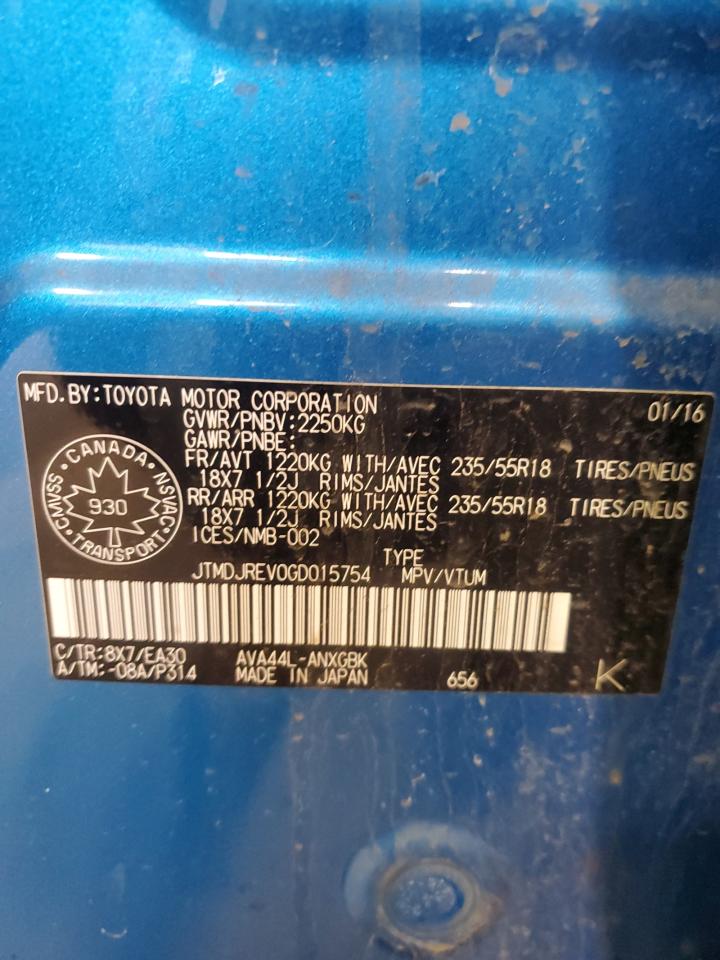 MFD.BY:TOYOTA MOTOR CORPORATION 01/16
GVWR/PNBV:2250KG
GAWR/PNBE:
FR/AVT 1220KG WITH/AVEC 235/55R18 TIRES/PNEUS
18X7 1/2J RIMS/JANTES
RR/ARR 1220KG WITH/AVEC 235/55R18 TIRES/PNEUS
18X7 1/2J RIMS/JANTES
ICES/NMB-002
• CANADA •
CMVSS NSVAC
930
• TRANSPORT •
TYPE
JTMDJREV0GD015754 MPV/VTUM
C/TR:8X7/EA30 AVA44L-ANXGBK
A/TM:-08A/P314 MADE IN JAPAN 656 K